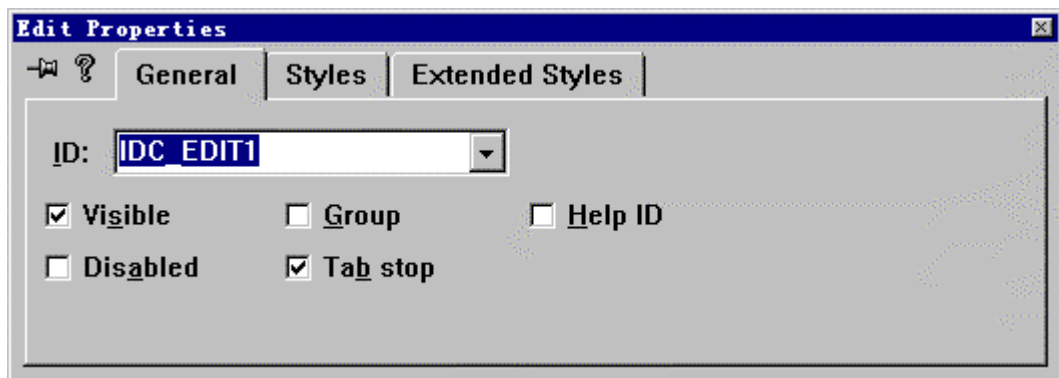 Edit Properties
General Styles Extended Styles
ID: IDC_EDIT1
Visible Group Help ID
Disabled Tab stop